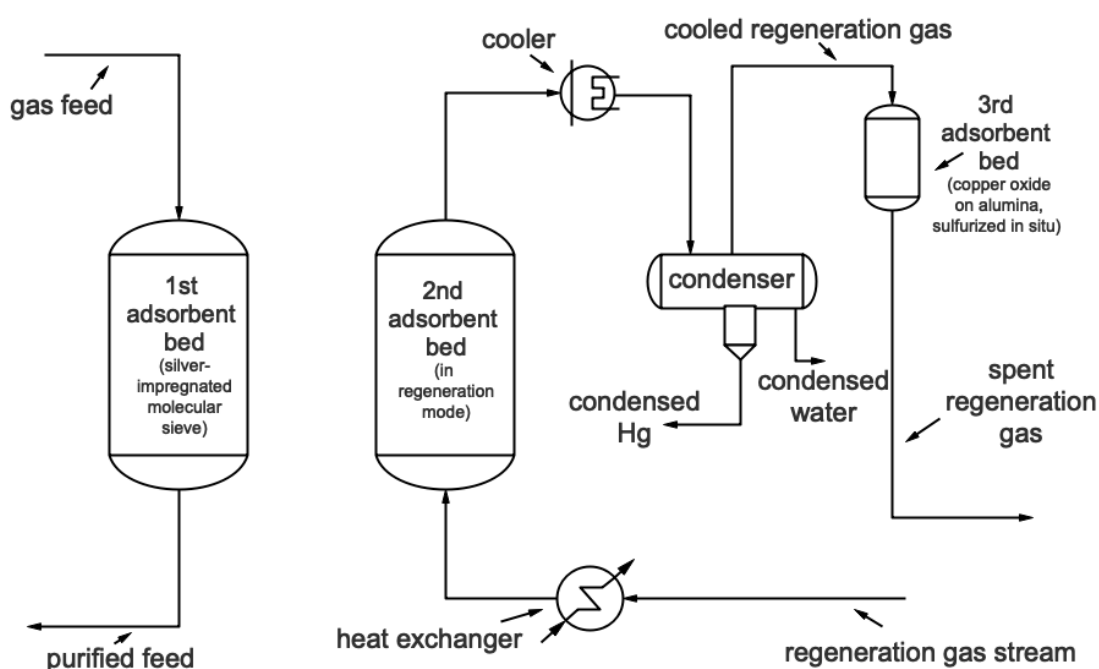 gas feed
1st
adsorbent
bed
(silver-
impregnated
molecular
sieve)
purified feed
cooler
2nd
adsorbent
bed
(in
regeneration
mode)
heat exchanger
regeneration gas stream
condenser
condensed
Hg
condensed
water
cooled regeneration gas
3rd
adsorbent
bed
(copper oxide
on alumina,
sulfurized in situ)
spent
regeneration
gas